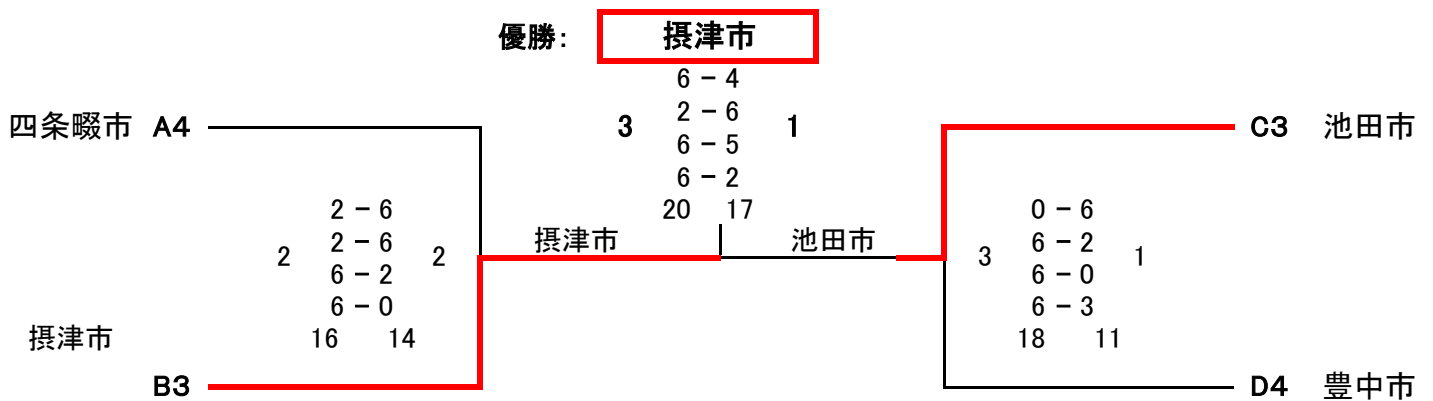 優勝： 摂津市
6 － 4
2 － 6
3 1
6 － 5
6 － 2
20 17
四条畷市 A4
C3 池田市
摂津市 池田市
2 － 6
2 － 6
2 2
6 － 2
6 － 0
16 14
摂津市
B3
0 － 6
6 － 2
3 1
6 － 0
6 － 3
18 11
D4 豊中市